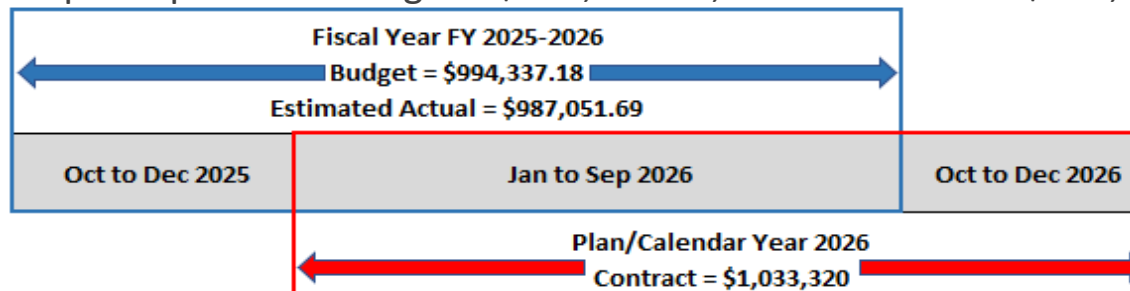 Fiscal Year FY 2025-2026
Budget = $994,337.18
Estimated Actual = $987,051.69
Oct to Dec 2025
Jan to Sep 2026
Oct to Dec 2026
Plan/Calendar Year 2026
Contract = $1,033,320